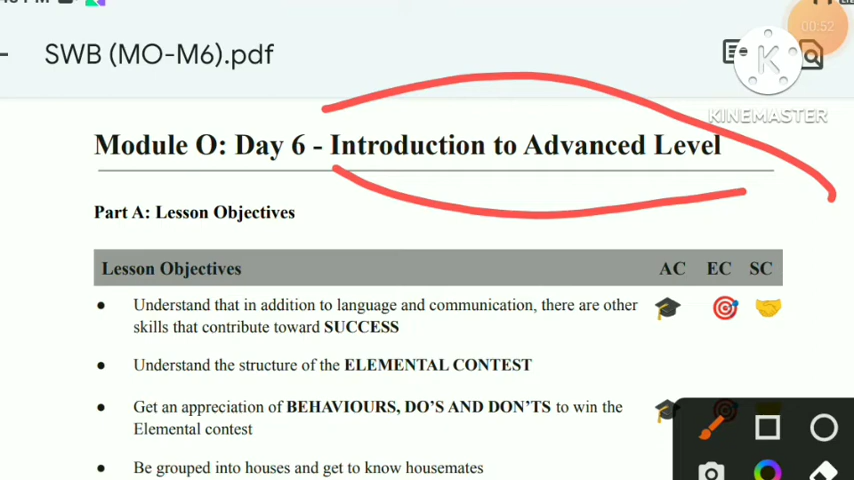 00:52
SWB (MO-M6).pdf
K
KINEMASTER
Module O: Day 6 - Introduction to Advanced Level
Part A: Lesson Objectives
Lesson Objectives AC EC SC
● Understand that in addition to language and communication, there are other
skills that contribute toward SUCCESS
● Understand the structure of the ELEMENTAL CONTEST
● Get an appreciation of BEHAVIOURS, DO'S AND DON'TS to win the
Elemental contest
● Be grouped into houses and get to know housemates